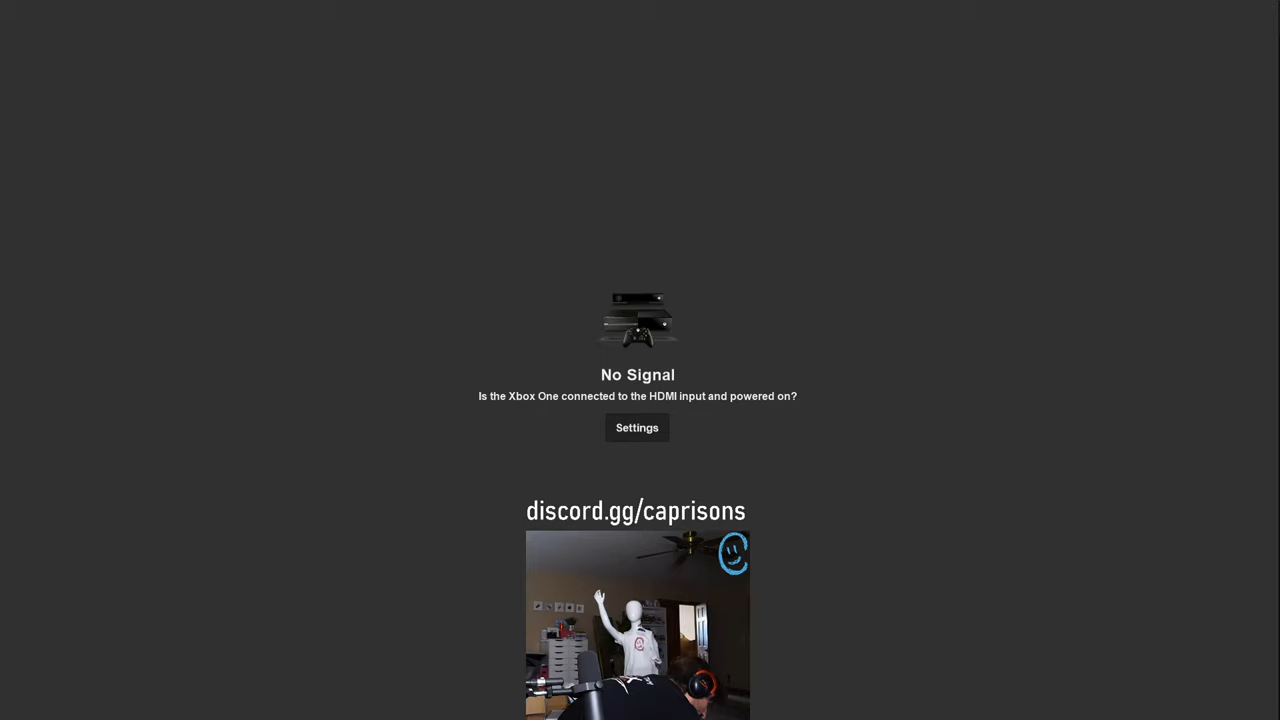 No Signal
Is the Xbox One connected to the HDMI input and powered on?
Settings
discord.gg/caprisons